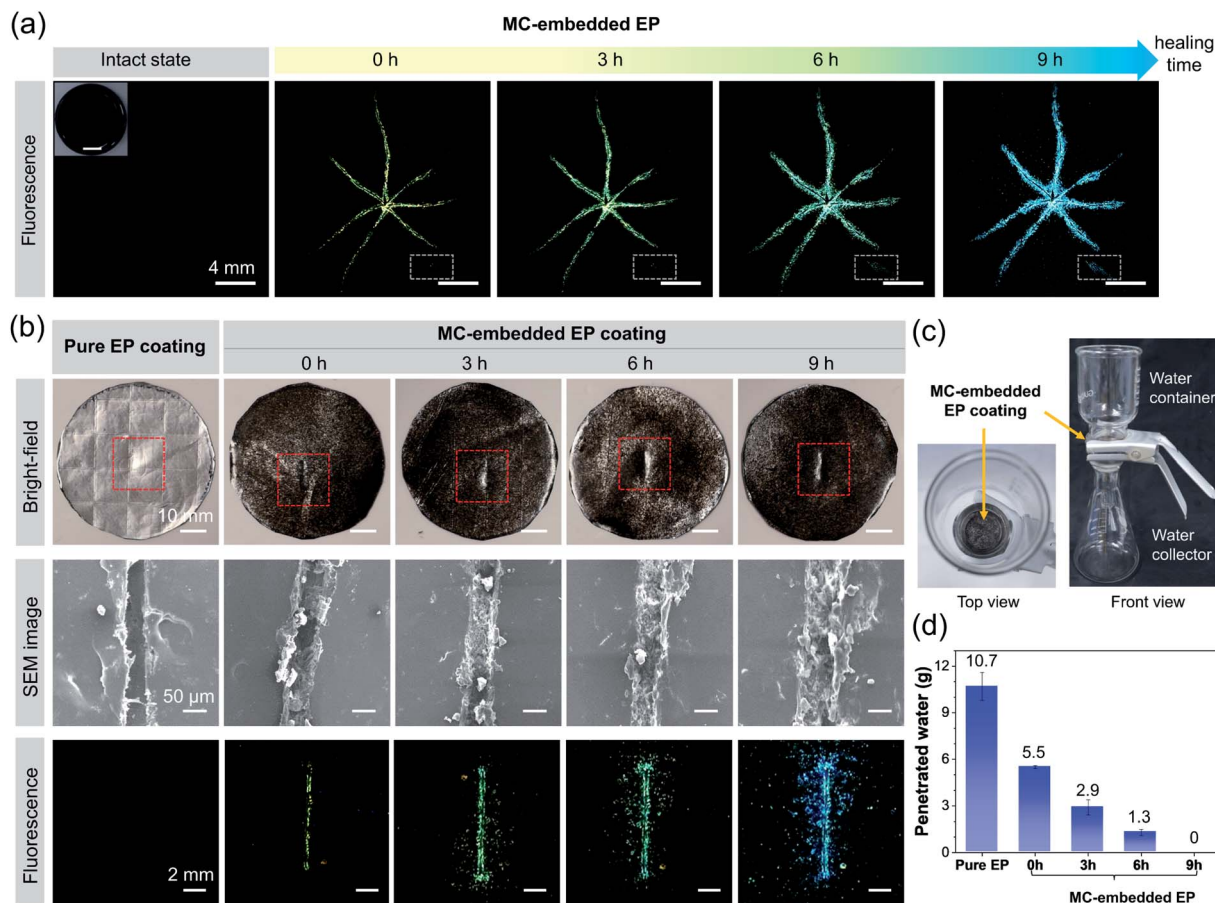 (a)
MC-embedded EP
Intact state
0 h
3 h
6 h
9 h
healing
time
Fluorescence
4 mm
(b)
Pure EP coating
MC-embedded EP coating
0 h
3 h
6 h
9 h
Bright-field
10 mm
SEM image
50 µm
Fluorescence
2 mm
(c)
MC-embedded
EP coating
Water
container
Water
collector
Top view
Front view
(d)
Penetrated water (g)
12
9
6
3
0
10.7
5.5
2.9
1.3
0
Pure EP
0h
3h
6h
9h
MC-embedded EP